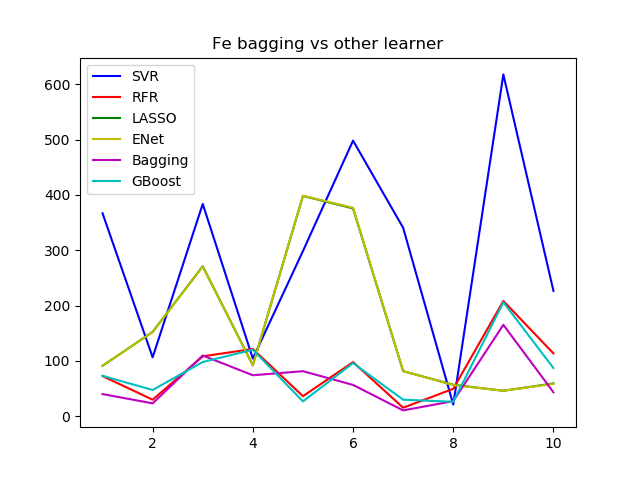 Fe bagging vs other learner
SVR
RFR
LASSO
ENet
Bagging
GBoost
600
500
400
300
200
100
0
2 4 6 8 10